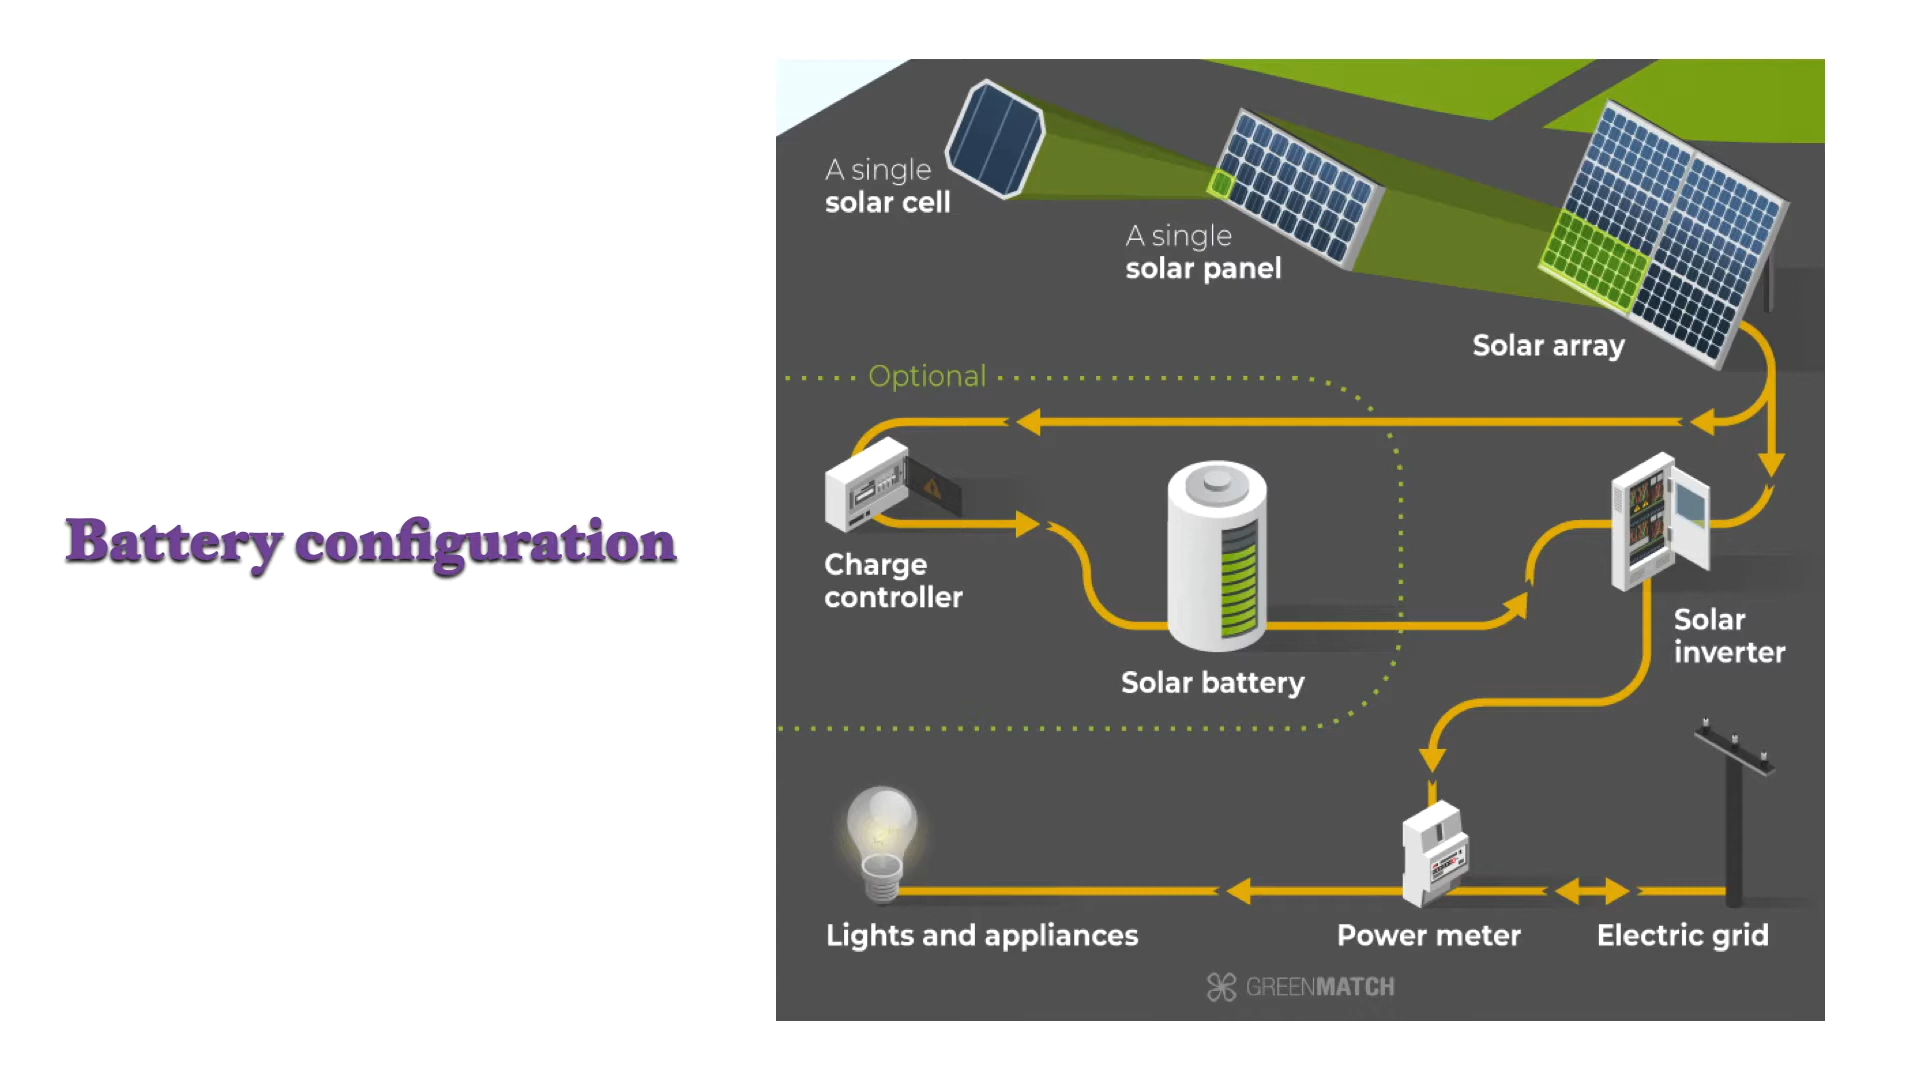 Battery configuration
A single
solar cell
A single
solar panel
Solar array
Optional
Charge
controller
Solar battery
Solar
inverter
Lights and appliances
Power meter
Electric grid
GREENMATCH